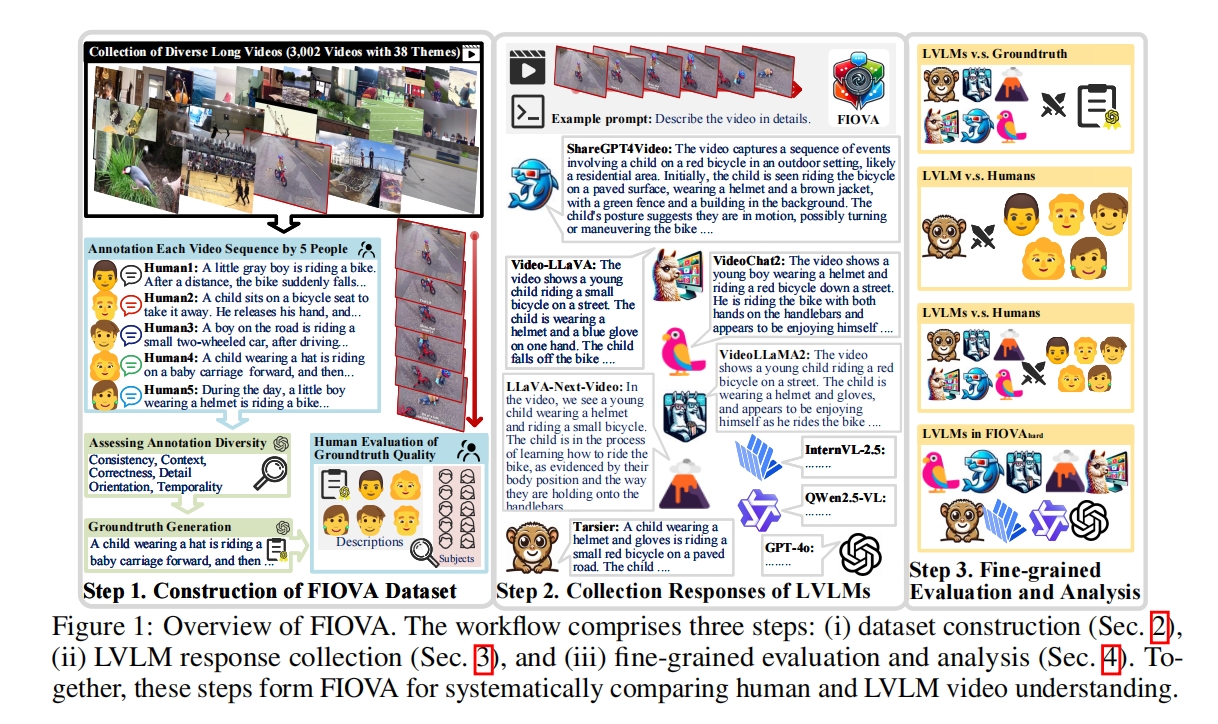 Collection of Diverse Long Videos (3,002 Videos with 38 Themes)
Annotation Each Video Sequence by 5 People
Human1: A little gray boy is riding a bike.
After a distance, the bike suddenly falls...
Human2: A child sits on a bicycle seat to
take it away. He releases his hand, and...
Human3: A boy on the road is riding a
small two-wheeled car, after driving...
Human4: A child wearing a hat is riding
on a baby carriage forward, and then...
Human5: During the day, a little boy
wearing a helmet is riding a bike...
Assessing Annotation Diversity
Consistency, Context,
Correctness, Detail
Orientation, Temporality
Groundtruth Generation
A child wearing a hat is riding a
baby carriage forward, and then ...
Human Evaluation of
Groundtruth Quality
Descriptions
Subjects
Step 1. Construction of FIOVA Dataset
Example prompt: Describe the video in details.
FIOVA
ShareGPT4Video: The video captures a sequence of events
involving a child on a red bicycle in an outdoor setting, likely
a residential area. Initially, the child is seen riding the bicycle
on a paved surface, wearing a helmet and a brown jacket,
with a green fence and a building in the background. The
child's posture suggests they are in motion, possibly turning
or maneuvering the bike ....
Video-LLaVA: The
video shows a young
child riding a small
bicycle on a street. The
child is wearing a
helmet and a blue glove
on one hand. The child
falls off the bike ....
VideoChat2: The video shows a
young boy wearing a helmet and
riding a red bicycle down a street.
He is riding the bike with both
hands on the handlebars and
appears to be enjoying himself ....
VideoLLaMA2: The video
shows a young child riding a red
bicycle on a street. The child is
wearing a helmet and gloves,
and appears to be enjoying
himself as he rides the bike ....
LLaVA-Next-Video: In
the video, we see a young
child wearing a helmet
and riding a small bicycle.
The child is in the process
of learning how to ride the
bike, as evidenced by their
body position and the way
they are holding onto the
handlebars
InternVL-2.5:
........
QWen2.5-VL:
........
Tarsier: A child wearing a
helmet and gloves is riding a
small red bicycle on a paved
road. The child ....
GPT-4o:
........
Step 2. Collection Responses of LVLMs
LVLMs v.s. Groundtruth
LVLM v.s. Humans
LVLMs v.s. Humans
LVLMs in FIOVAhard
Step 3. Fine-grained
Evaluation and Analysis
Figure 1: Overview of FIOVA. The workflow comprises three steps: (i) dataset construction (Sec. 2),
(ii) LVLM response collection (Sec. 3), and (iii) fine-grained evaluation and analysis (Sec. 4). To-
gether, these steps form FIOVA for systematically comparing human and LVLM video understanding.